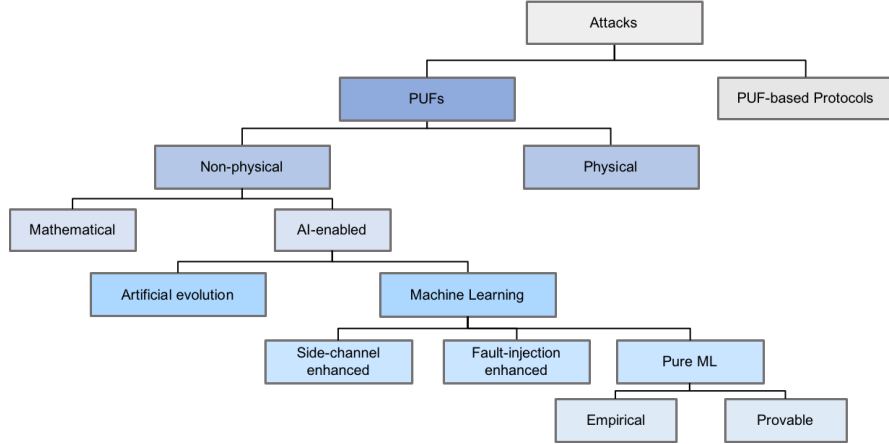 Attacks
PUFs
PUF-based Protocols
Non-physical
Physical
Mathematical
AI-enabled
Artificial evolution
Machine Learning
Side-channel
enhanced
Fault-injection
enhanced
Pure ML
Empirical
Provable